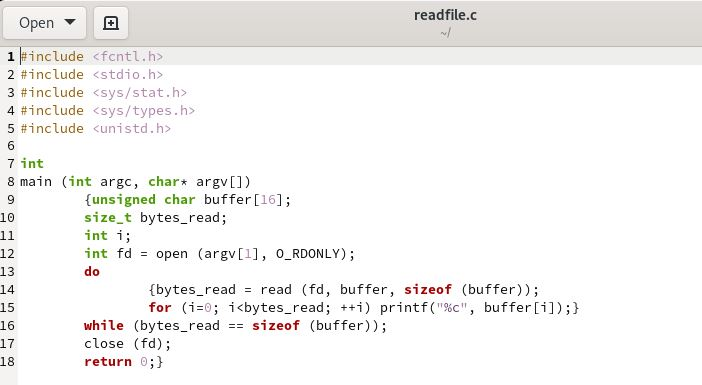 Open
readfile.c
~/
1 #include <fcntl.h>
2 #include <stdio.h>
3 #include <sys/stat.h>
4 #include <sys/types.h>
5 #include <unistd.h>
6
7 int
8 main (int argc, char* argv[])
9         {unsigned char buffer[16];
10         size_t bytes_read;
11         int i;
12         int fd = open (argv[1], O_RDONLY);
13         do
14                 {bytes_read = read (fd, buffer, sizeof (buffer));
15                 for (i=0; i<bytes_read; ++i) printf("%c", buffer[i]);}
16         while (bytes_read == sizeof (buffer));
17         close (fd);
18         return 0;}